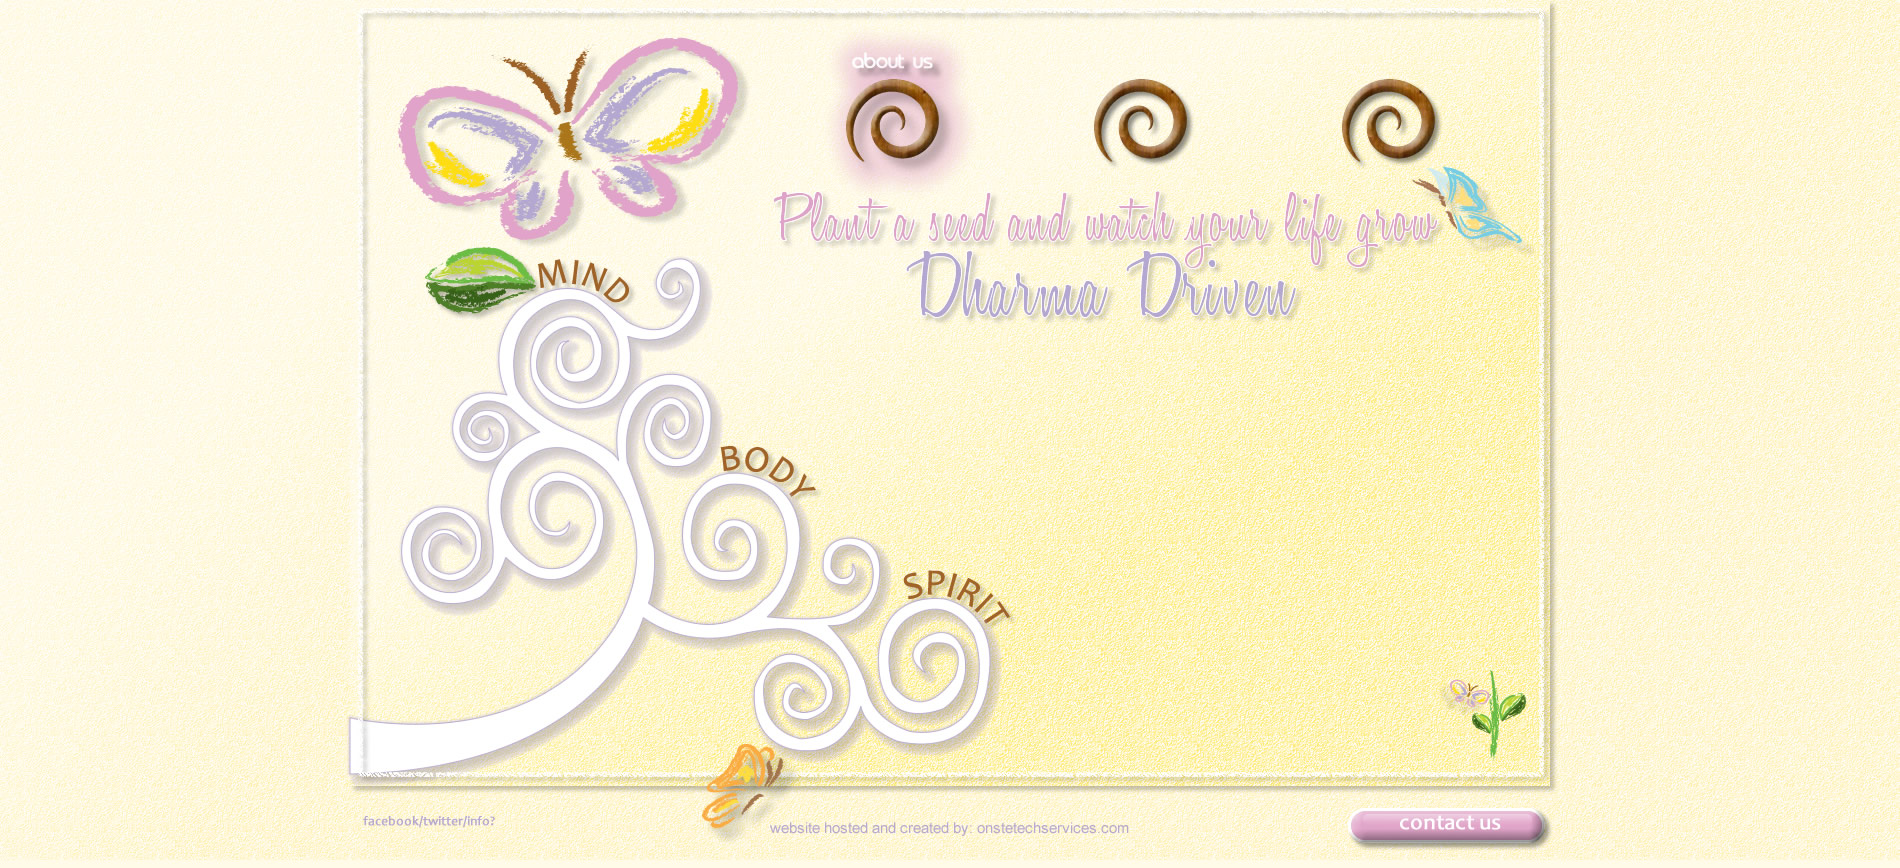 about us
Plant a seed and watch your life grow
Dharma Driven
MIND
BODY
SPIRIT
facebook/twitter/info?
website hosted and created by: onstetechservices.com
contact us